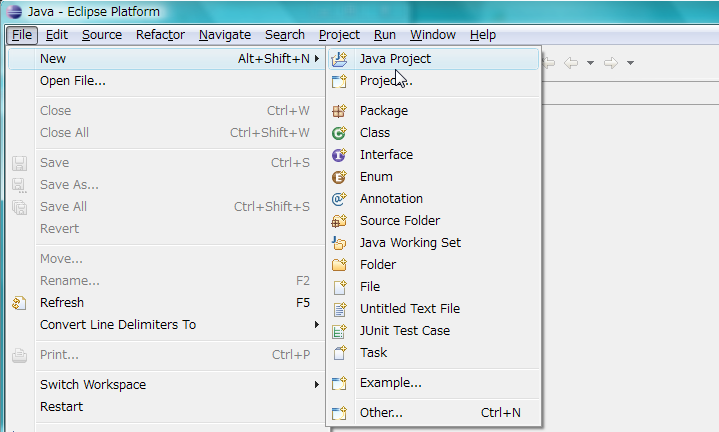 Java - Eclipse Platform
File Edit Source Refactor Navigate Search Project Run Window Help
New Alt+Shift+N
Open File...
Close Ctrl+W
Close All Ctrl+Shift+W
Save Ctrl+S
Save As...
Save All Ctrl+Shift+S
Revert
Move...
Rename... F2
Refresh F5
Convert Line Delimiters To
Print... Ctrl+P
Switch Workspace
Restart
Java Project
Project...
Package
Class
Interface
Enum
Annotation
Source Folder
Java Working Set
Folder
File
Untitled Text File
JUnit Test Case
Task
Example...
Other... Ctrl+N